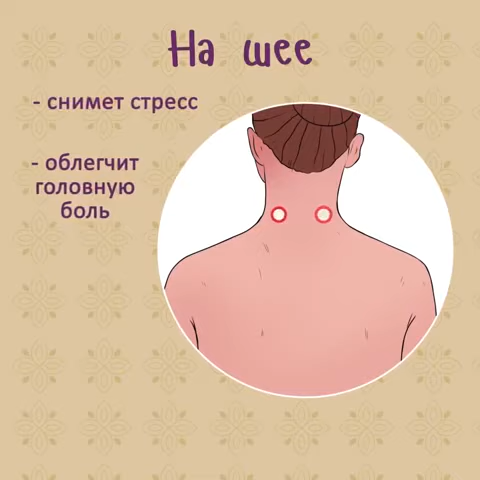 На шее
- снимет стресс
- облегчит
головную
боль